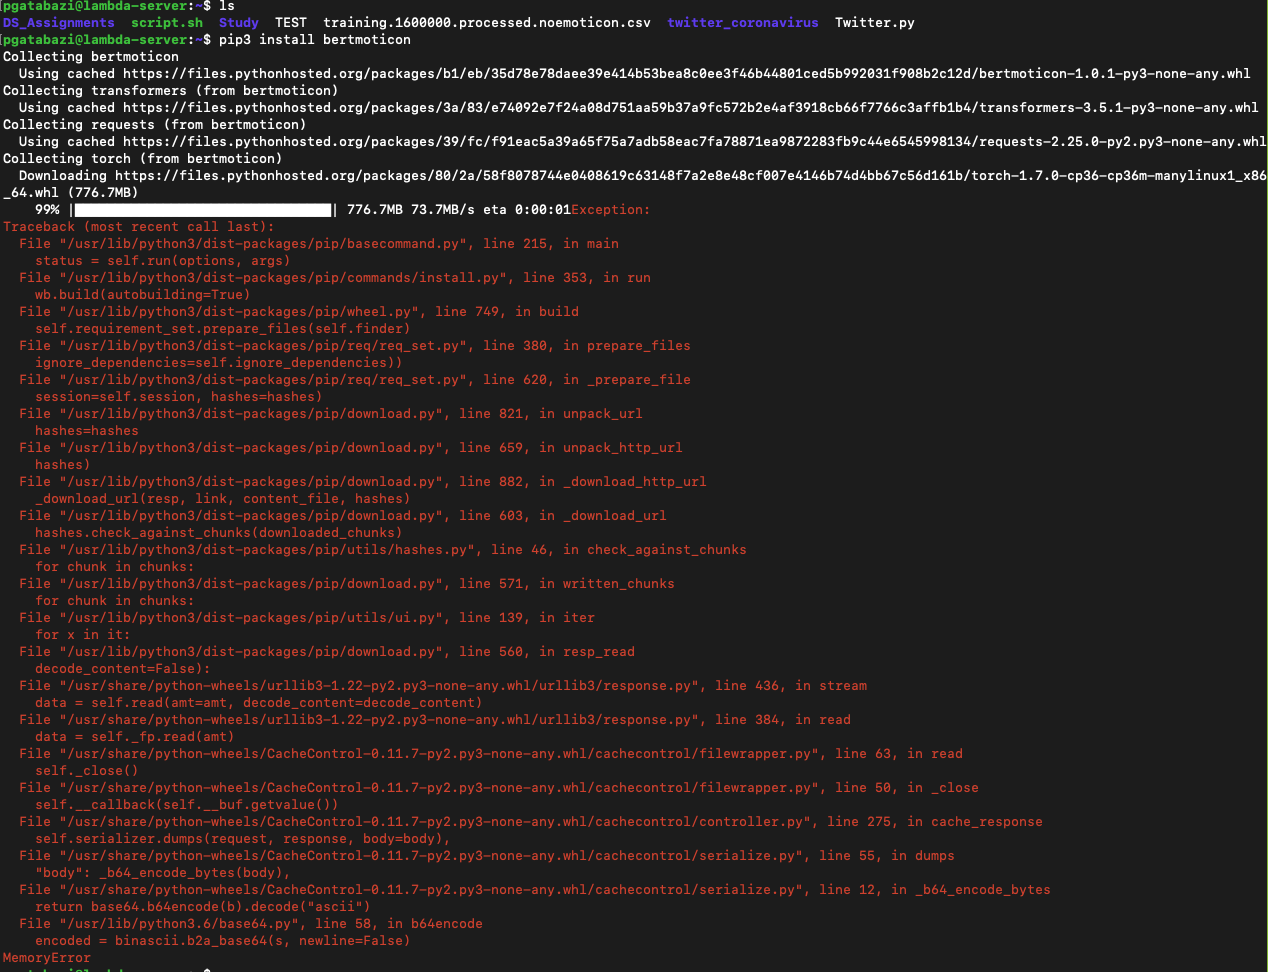 [pgatabazi@lambda-server:~$ ls
DS_Assignments  script.sh  Study  TEST  training.1600000.processed.noemoticon.csv  twitter_coronavirus  Twitter.py
[pgatabazi@lambda-server:~$ pip3 install bertmoticon
Collecting bertmoticon
  Using cached https://files.pythonhosted.org/packages/b1/eb/35d78e78daee39e414b53bea8c0ee3f46b44801ced5b992031f908b2c12d/bertmoticon-1.0.1-py3-none-any.whl
Collecting transformers (from bertmoticon)
  Using cached https://files.pythonhosted.org/packages/3a/83/e74092e7f24a08d751aa59b37a9fc572b2e4af3918cb66f7766c3affb1b4/transformers-3.5.1-py3-none-any.whl
Collecting requests (from bertmoticon)
  Using cached https://files.pythonhosted.org/packages/39/fc/f91eac5a39a65f75a7adb58eac7fa78871ea9872283fb9c44e6545998134/requests-2.25.0-py2.py3-none-any.whl
Collecting torch (from bertmoticon)
  Downloading https://files.pythonhosted.org/packages/80/2a/58f8078744e0408619c63148f7a2e8e48cf007e4146b74d4bb67c56d161b/torch-1.7.0-cp36-cp36m-manylinux1_x86
_64.whl (776.7MB)
    99% |████████████████████████████████| 776.7MB 73.7MB/s eta 0:00:01Exception:
Traceback (most recent call last):
  File "/usr/lib/python3/dist-packages/pip/basecommand.py", line 215, in main
    status = self.run(options, args)
  File "/usr/lib/python3/dist-packages/pip/commands/install.py", line 353, in run
    wb.build(autobuilding=True)
  File "/usr/lib/python3/dist-packages/pip/wheel.py", line 749, in build
    self.requirement_set.prepare_files(self.finder)
  File "/usr/lib/python3/dist-packages/pip/req/req_set.py", line 380, in prepare_files
    ignore_dependencies=self.ignore_dependencies))
  File "/usr/lib/python3/dist-packages/pip/req/req_set.py", line 620, in _prepare_file
    session=self.session, hashes=hashes)
  File "/usr/lib/python3/dist-packages/pip/download.py", line 821, in unpack_url
    hashes=hashes
  File "/usr/lib/python3/dist-packages/pip/download.py", line 659, in unpack_http_url
    hashes)
  File "/usr/lib/python3/dist-packages/pip/download.py", line 882, in _download_http_url
    _download_url(resp, link, content_file, hashes)
  File "/usr/lib/python3/dist-packages/pip/download.py", line 603, in _download_url
    hashes.check_against_chunks(downloaded_chunks)
  File "/usr/lib/python3/dist-packages/pip/utils/hashes.py", line 46, in check_against_chunks
    for chunk in chunks:
  File "/usr/lib/python3/dist-packages/pip/download.py", line 571, in written_chunks
    for chunk in chunks:
  File "/usr/lib/python3/dist-packages/pip/utils/ui.py", line 139, in iter
    for x in it:
  File "/usr/lib/python3/dist-packages/pip/download.py", line 560, in resp_read
    decode_content=False):
  File "/usr/share/python-wheels/urllib3-1.22-py2.py3-none-any.whl/urllib3/response.py", line 436, in stream
    data = self.read(amt=amt, decode_content=decode_content)
  File "/usr/share/python-wheels/urllib3-1.22-py2.py3-none-any.whl/urllib3/response.py", line 384, in read
    data = self._fp.read(amt)
  File "/usr/share/python-wheels/CacheControl-0.11.7-py2.py3-none-any.whl/cachecontrol/filewrapper.py", line 63, in read
    self._close()
  File "/usr/share/python-wheels/CacheControl-0.11.7-py2.py3-none-any.whl/cachecontrol/filewrapper.py", line 50, in _close
    self.__callback(self.__buf.getvalue())
  File "/usr/share/python-wheels/CacheControl-0.11.7-py2.py3-none-any.whl/cachecontrol/controller.py", line 275, in cache_response
    self.serializer.dumps(request, response, body=body),
  File "/usr/share/python-wheels/CacheControl-0.11.7-py2.py3-none-any.whl/cachecontrol/serialize.py", line 55, in dumps
    "body": _b64_encode_bytes(body),
  File "/usr/share/python-wheels/CacheControl-0.11.7-py2.py3-none-any.whl/cachecontrol/serialize.py", line 12, in _b64_encode_bytes
    return base64.b64encode(b).decode("ascii")
  File "/usr/lib/python3.6/base64.py", line 58, in b64encode
    encoded = binascii.b2a_base64(s, newline=False)
MemoryError
pgatabazi@lambda-server:~$